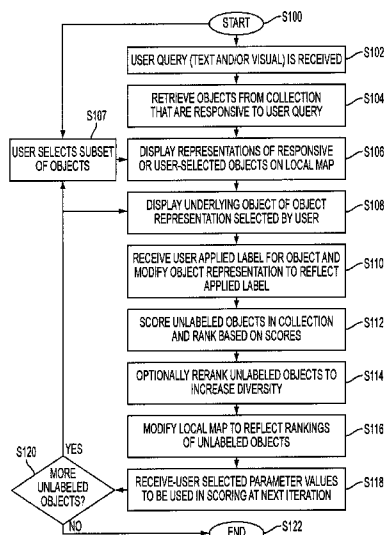 START
S100
USER QUERY (TEXT AND/OR VISUAL) IS RECEIVED
S102
RETRIEVE OBJECTS FROM COLLECTION
THAT ARE RESPONSIVE TO USER QUERY
S104
S107
USER SELECTS SUBSET
OF OBJECTS
DISPLAY REPRESENTATIONS OF RESPONSIVE
OR USER-SELECTED OBJECTS ON LOCAL MAP
S106
DISPLAY UNDERLYING OBJECT OF OBJECT
REPRESENTATION SELECTED BY USER
S108
RECEIVE USER APPLIED LABEL FOR OBJECT AND
MODIFY OBJECT REPRESENTATION TO REFLECT
APPLIED LABEL
S110
SCORE UNLABELED OBJECTS IN COLLECTION
AND RANK BASED ON SCORES
S112
OPTIONALLY RERANK UNLABELED OBJECTS TO
INCREASE DIVERSITY
S114
MODIFY LOCAL MAP TO REFLECT RANKINGS
OF UNLABELED OBJECTS
S116
S120
YES
MORE
UNLABELED
OBJECTS?
RECEIVE-USER SELECTED PARAMETER VALUES
TO BE USED IN SCORING AT NEXT ITERATION
S118
NO
END
S122